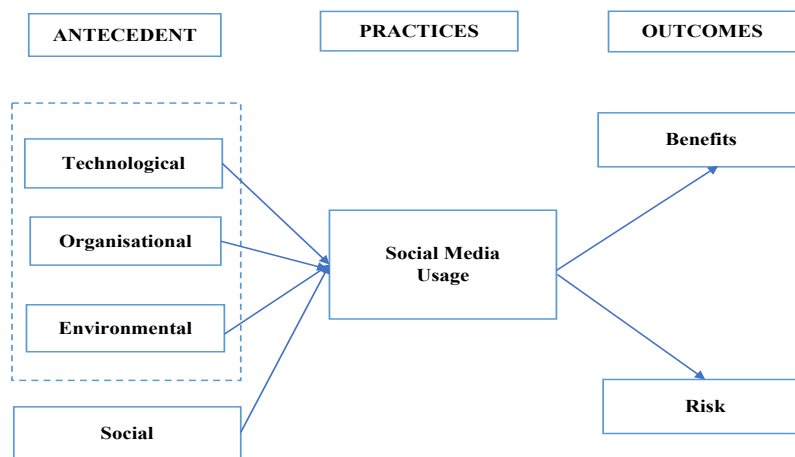 ANTECEDENT
PRACTICES
OUTCOMES
Technological
Organisational
Environmental
Social
Social Media
Usage
Benefits
Risk